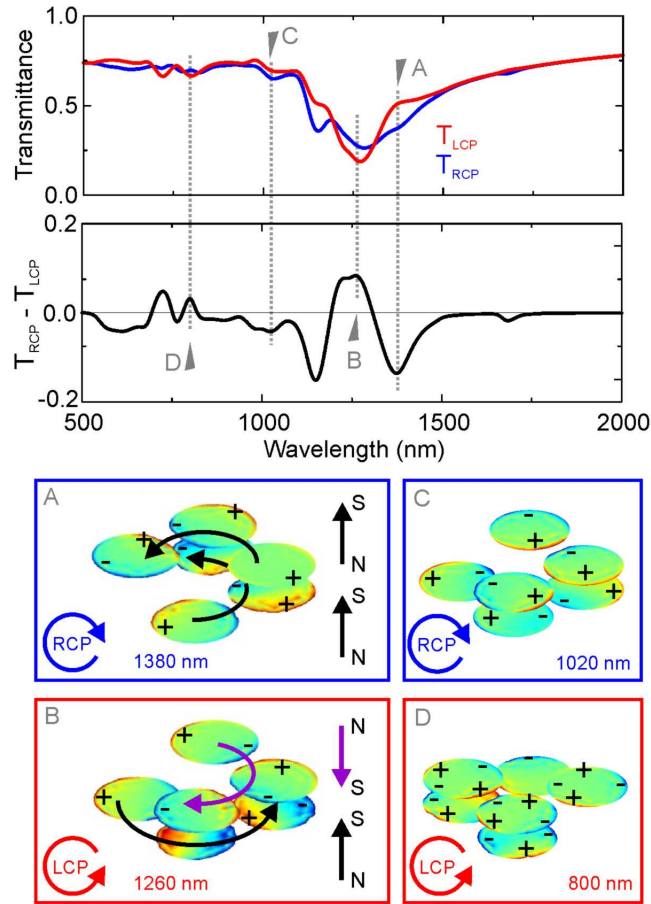 1.0
C
A
Transmittance
0.5
T_LCP
T_RCP
0.0
0.2
T_RCP - T_LCP
0.0
D
B
-0.2
500 1000 1500 2000
Wavelength (nm)
A
+ S
- +
- -
N
- + S
+ +
RCP
1380 nm N
C
-
+
-
+ -
- +
- +
+ -
RCP
1020 nm
B
+ N
-
+
+ - - S
- + S
LCP
1260 nm N
D
+ - - -
+ + +
- + + -
+ - -
+ -
+
LCP
800 nm